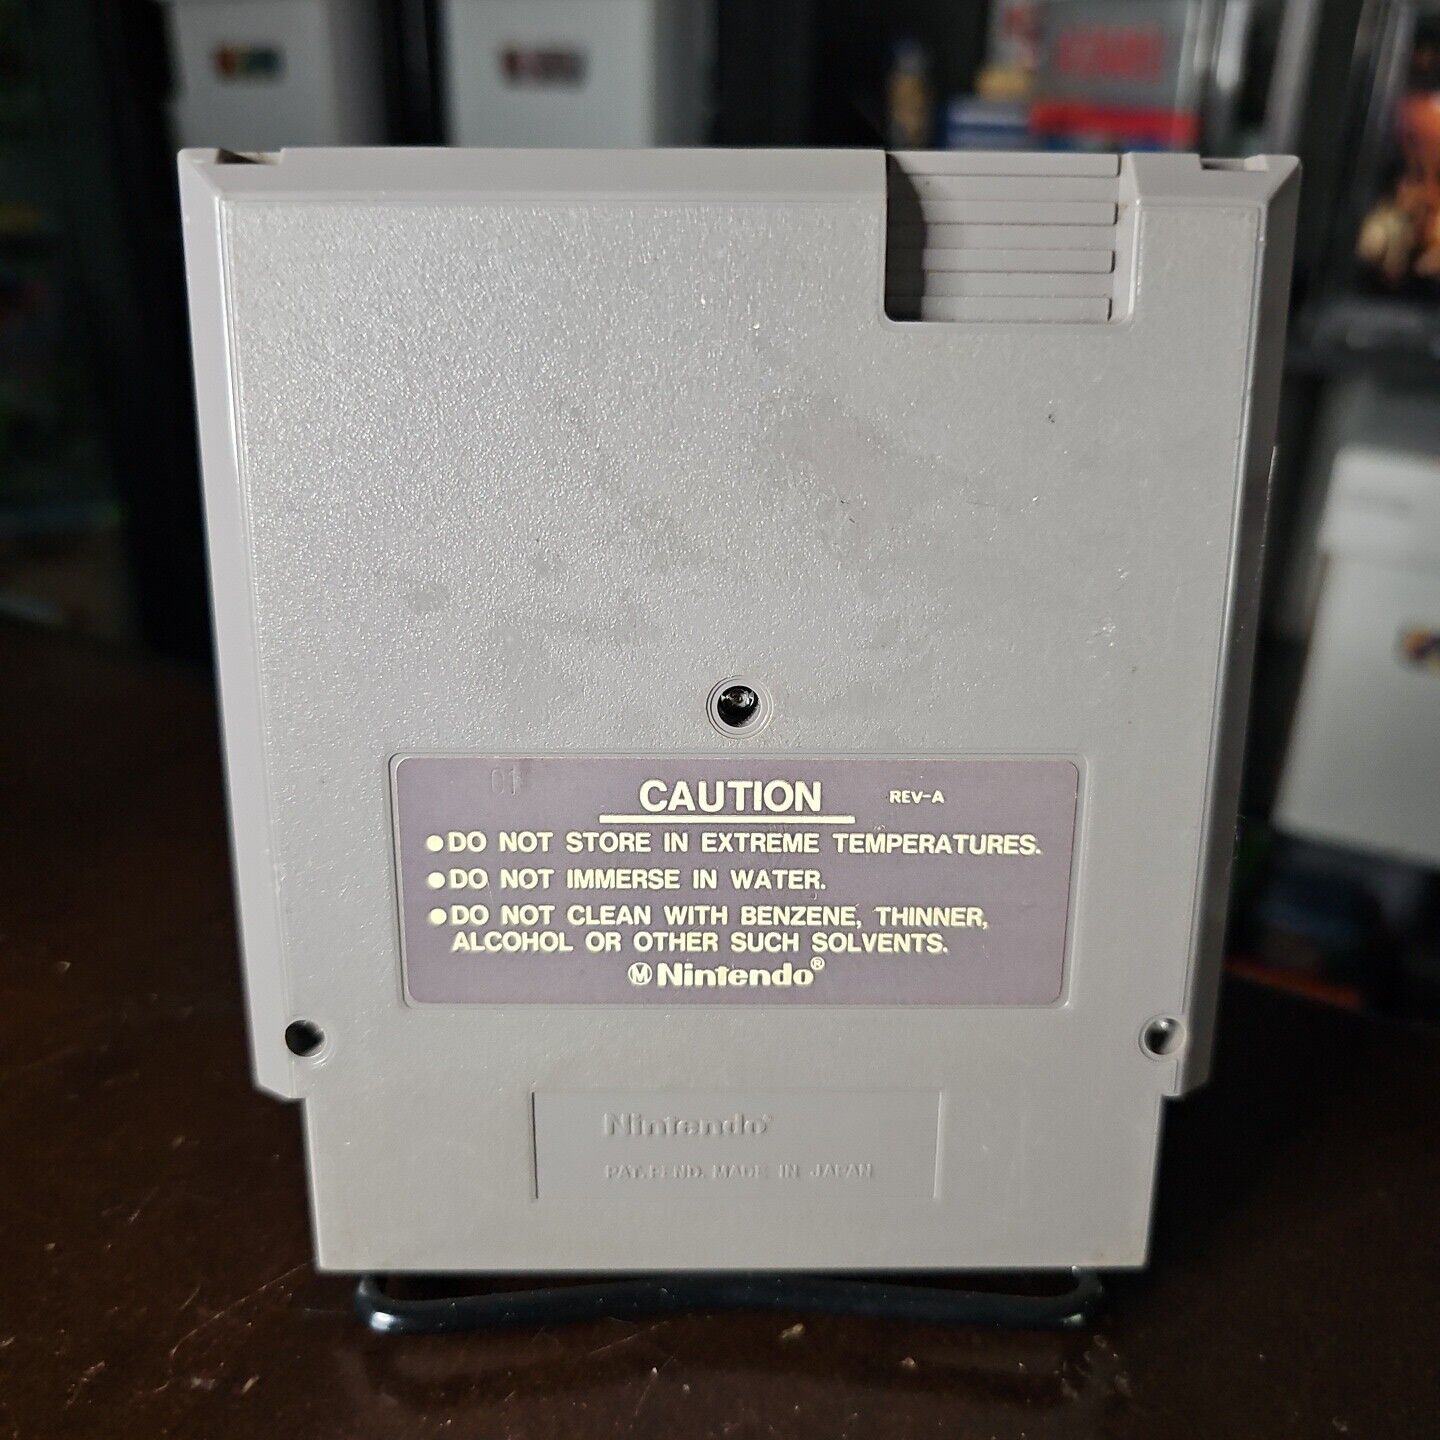 01
CAUTION REV-A
●DO NOT STORE IN EXTREME TEMPERATURES.
●DO NOT IMMERSE IN WATER.
●DO NOT CLEAN WITH BENZENE, THINNER,
ALCOHOL OR OTHER SUCH SOLVENTS.
Ⓜ Nintendo®
Nintendo®
PAT. PEND. MADE IN JAPAN